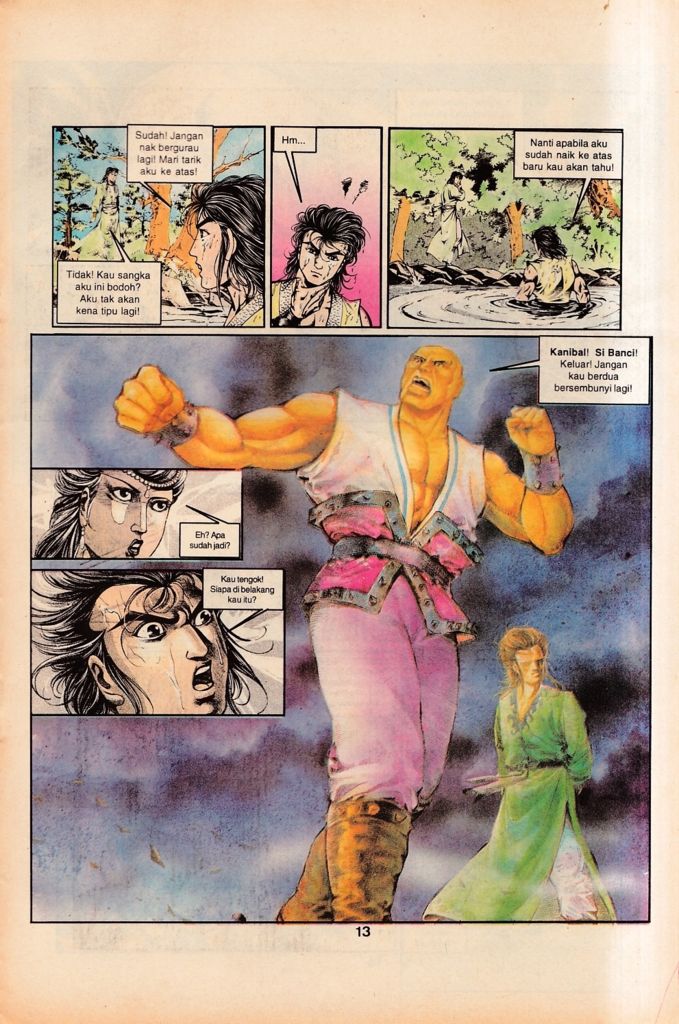 Sudah! Jangan
nak bergurau
lagi! Mari tarik
aku ke atas!
Tidak! Kau sangka
aku ini bodoh?
Aku tak akan
kena tipu lagi!
Hm...
Nanti apabila aku
sudah naik ke atas
baru kau akan tahu!
Kanibal! Si Banci!
Keluar! Jangan
kau berdua
bersembunyi lagi!
Eh? Apa
sudah jadi?
Kau tengok!
Siapa di belakang
kau itu?
13